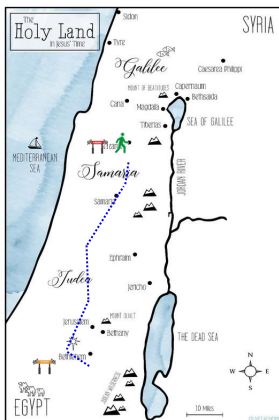 The
Holy Land
in Jesus' Time
Sidon
SYRIA
Tyre
Galilee
Caesarea Philippi
MOUNT OF BEATITUDES
Capernaum
Cana
Bethsaida
Magdala
SEA OF GALILEE
Tiberias
MEDITERRANEAN
SEA
JORDAN RIVER
Samaria
Samaria
Ephraim
Judea
Jericho
MOUNT OLIVET
Jerusalem
Bethany
THE DEAD SEA
Bethlehem
JUDEAN WILDERNESS
EGYPT
N
W
E
S
10 Miles